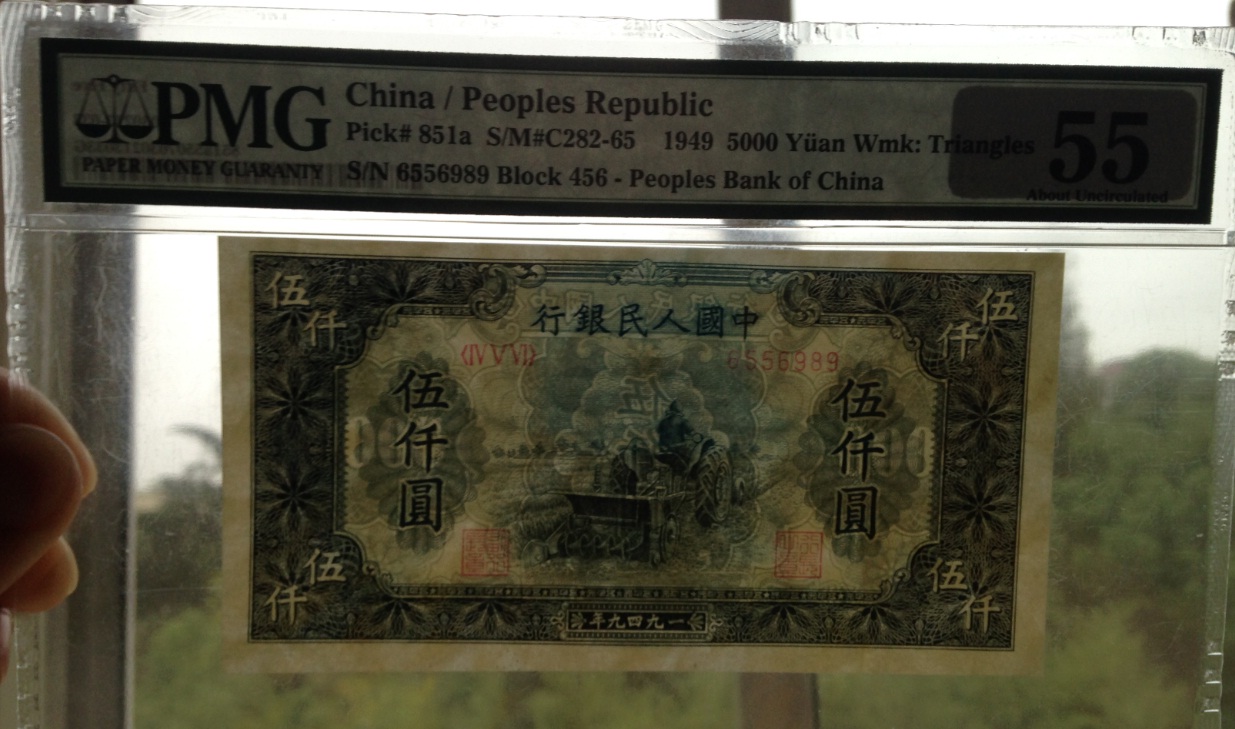 PMG
PAPER MONEY GUARANTY
China / Peoples Republic
Pick# 851a S/M#C282-65 1949 5000 Yüan Wmk: Triangles
S/N 6556989 Block 456 - Peoples Bank of China
55
About Uncirculated
行銀民人國中
〈IV V VI〉
6556989
伍仟
伍仟
伍仟圓
伍仟圓
伍仟
伍仟
年九四九一